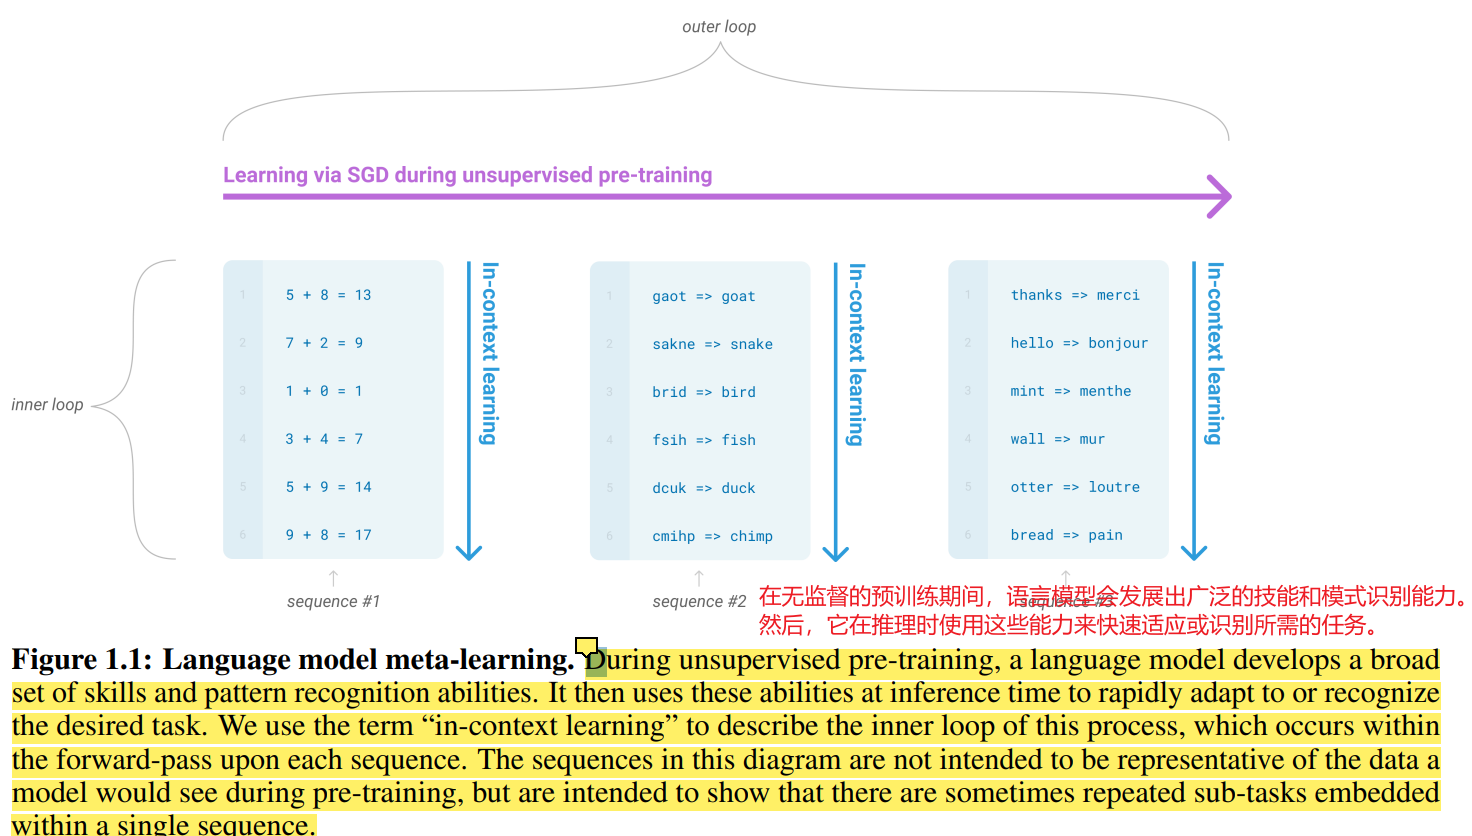 outer loop
Learning via SGD during unsupervised pre-training
inner loop
1 5 + 8 = 13
2 7 + 2 = 9
3 1 + 0 = 1
4 3 + 4 = 7
5 5 + 9 = 14
6 9 + 8 = 17
In-context learning
sequence #1
1 gaot => goat
2 sakne => snake
3 brid => bird
4 fsih => fish
5 dcuk => duck
6 cmihp => chimp
In-context learning
sequence #2
1 thanks => merci
2 hello => bonjour
3 mint => menthe
4 wall => mur
5 otter => loutre
6 bread => pain
In-context learning
sequence #3
在无监督的预训练期间，语言模型会发展出广泛的技能和模式识别能力。
然后，它在推理时使用这些能力来快速适应或识别所需的任务。
Figure 1.1: Language model meta-learning. During unsupervised pre-training, a language model develops a broad
set of skills and pattern recognition abilities. It then uses these abilities at inference time to rapidly adapt to or recognize
the desired task. We use the term “in-context learning” to describe the inner loop of this process, which occurs within
the forward-pass upon each sequence. The sequences in this diagram are not intended to be representative of the data a
model would see during pre-training, but are intended to show that there are sometimes repeated sub-tasks embedded
within a single sequence.